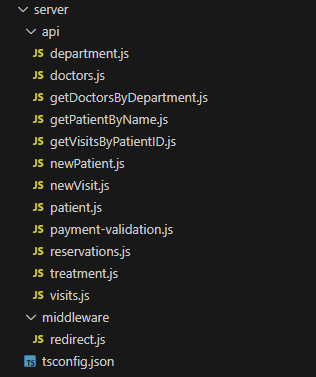 server
api
JS department.js
JS doctors.js
JS getDoctorsByDepartment.js
JS getPatientByName.js
JS getVisitsByPatientID.js
JS newPatient.js
JS newVisit.js
JS patient.js
JS payment-validation.js
JS reservations.js
JS treatment.js
JS visits.js
middleware
JS redirect.js
TS tsconfig.json